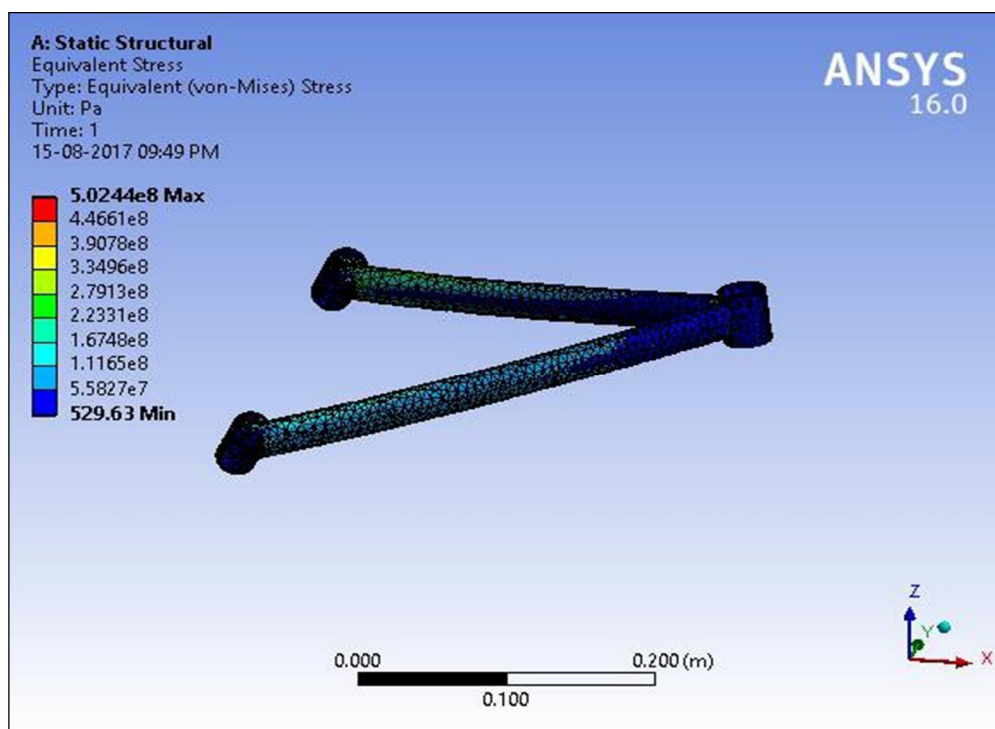 A: Static Structural
Equivalent Stress
Type: Equivalent (von-Mises) Stress
Unit: Pa
Time: 1
15-08-2017 09:49 PM
ANSYS
16.0
5.0244e8 Max
4.4661e8
3.9078e8
3.3496e8
2.7913e8
2.2331e8
1.6748e8
1.1165e8
5.5827e7
529.63 Min
Z
Y
X
0.000
0.200 (m)
0.100